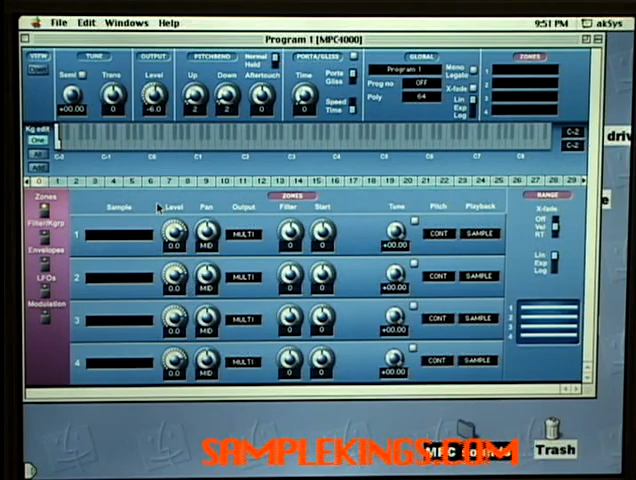 File Edit Windows Help 9:51 PM akSys
Program 1 [MPC4000]
VIEW TUNE OUTPUT PITCHBEND Normal Held PORTA/GLISS GLOBAL ZONES
Semi Trans Level Up Down Aftertouch Time Porta Gliss Program 1 Mono Legato
Prog no OFF X-fade
+00.00 0 -6.0 2 2 0 Speed Time Poly 64 Lin Exp Log
1
2
3
4
Kg edit
One C-2
All C-2
Add C0 C2 C3 C4 C5 C6 C7 C8
0 1 2 3 4 5 6 7 8 9 10 11 12 13 14 15 16 17 18 19 20 21 22 23 24 25 26 27 28 29
Zones ZONES RANGE
Sample Level Pan Output Filter Start Tune Pitch Playback X-fade
Filter/Kgrp Off Vel RT
1 0.0 MID MULTI 0 0 +00.00 CONT SAMPLE
Envelopes Lin Exp Log
2 0.0 MID MULTI 0 0 +00.00 CONT SAMPLE
LFOs
Modulation
3 0.0 MID MULTI 0 0 +00.00 CONT SAMPLE
1
2
3
4
4 0.0 MID MULTI 0 0 +00.00 CONT SAMPLE
driv
e
SAMPLEKINGS.COM
Trash